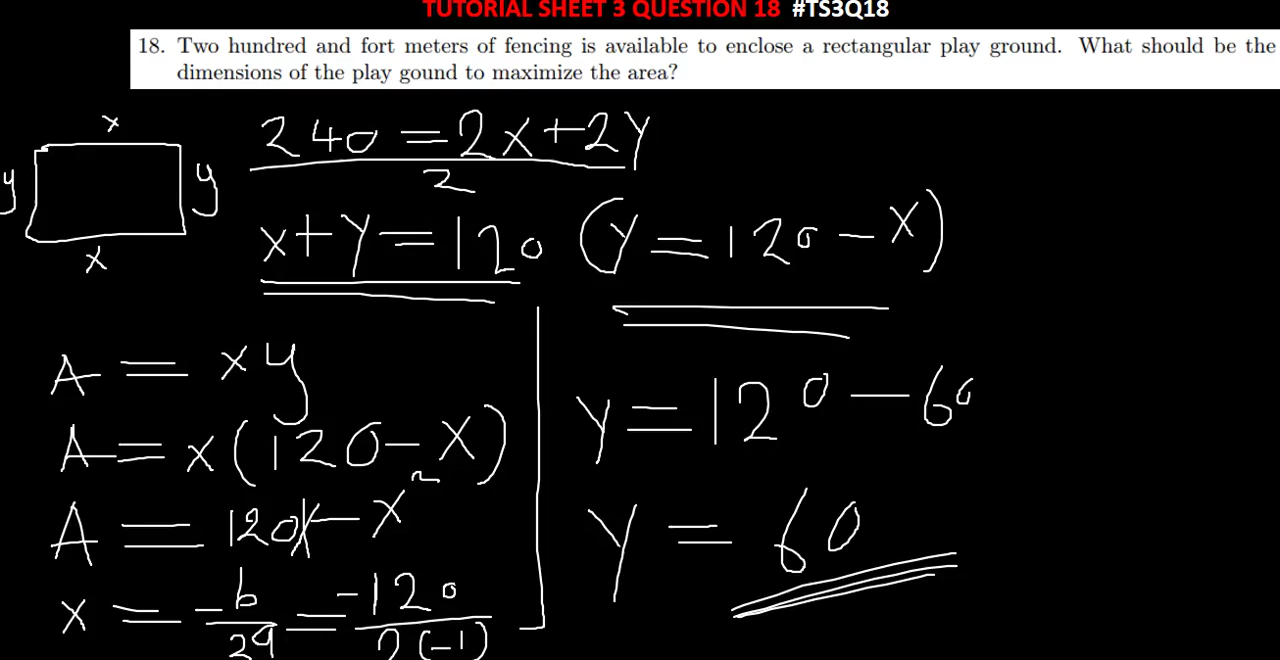 TUTORIAL SHEET 3 QUESTION 18 #TS3Q18
18. Two hundred and fort meters of fencing is available to enclose a rectangular play ground. What should be the
dimensions of the play gound to maximize the area?
x
y
y
x
240 = 2x+2y
2
x+y=120 (y=120-x)
A = xy
A = x(120-x)
A = 120x-x²
x = -b/2a = -120/2(-1)
y=120-60
y = 60